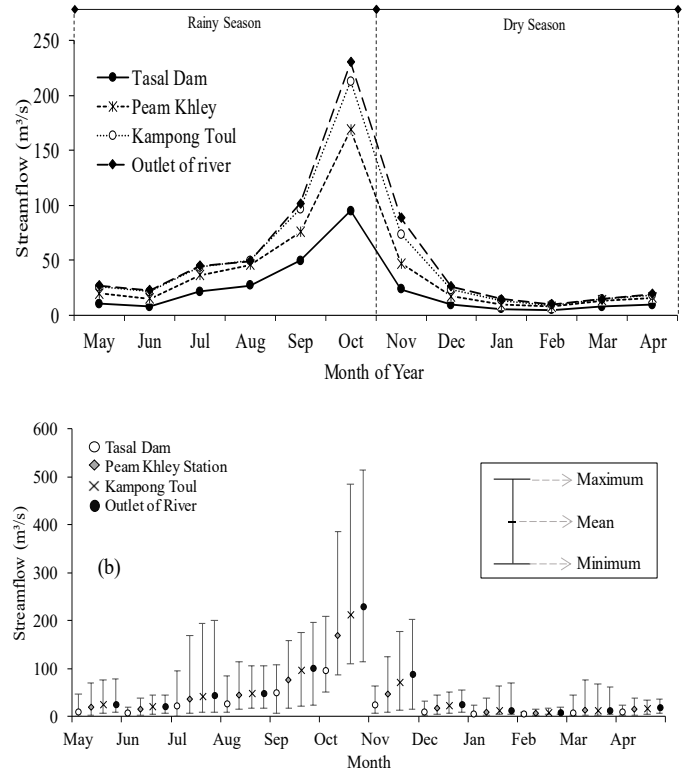 Rainy Season Dry Season
250
200
150
100
50
0
Streamflow (m³/s)
Tasal Dam
Peam Khley
Kampong Toul
Outlet of river
May Jun Jul Aug Sep Oct Nov Dec Jan Feb Mar Apr
Month of Year
600
500
400
300
200
100
0
Streamflow (m³/s)
Tasal Dam
Peam Khley Station
Kampong Toul
Outlet of River
(b)
Maximum
Mean
Minimum
May Jun Jul Aug Sep Oct Nov Dec Jan Feb Mar Apr
Month